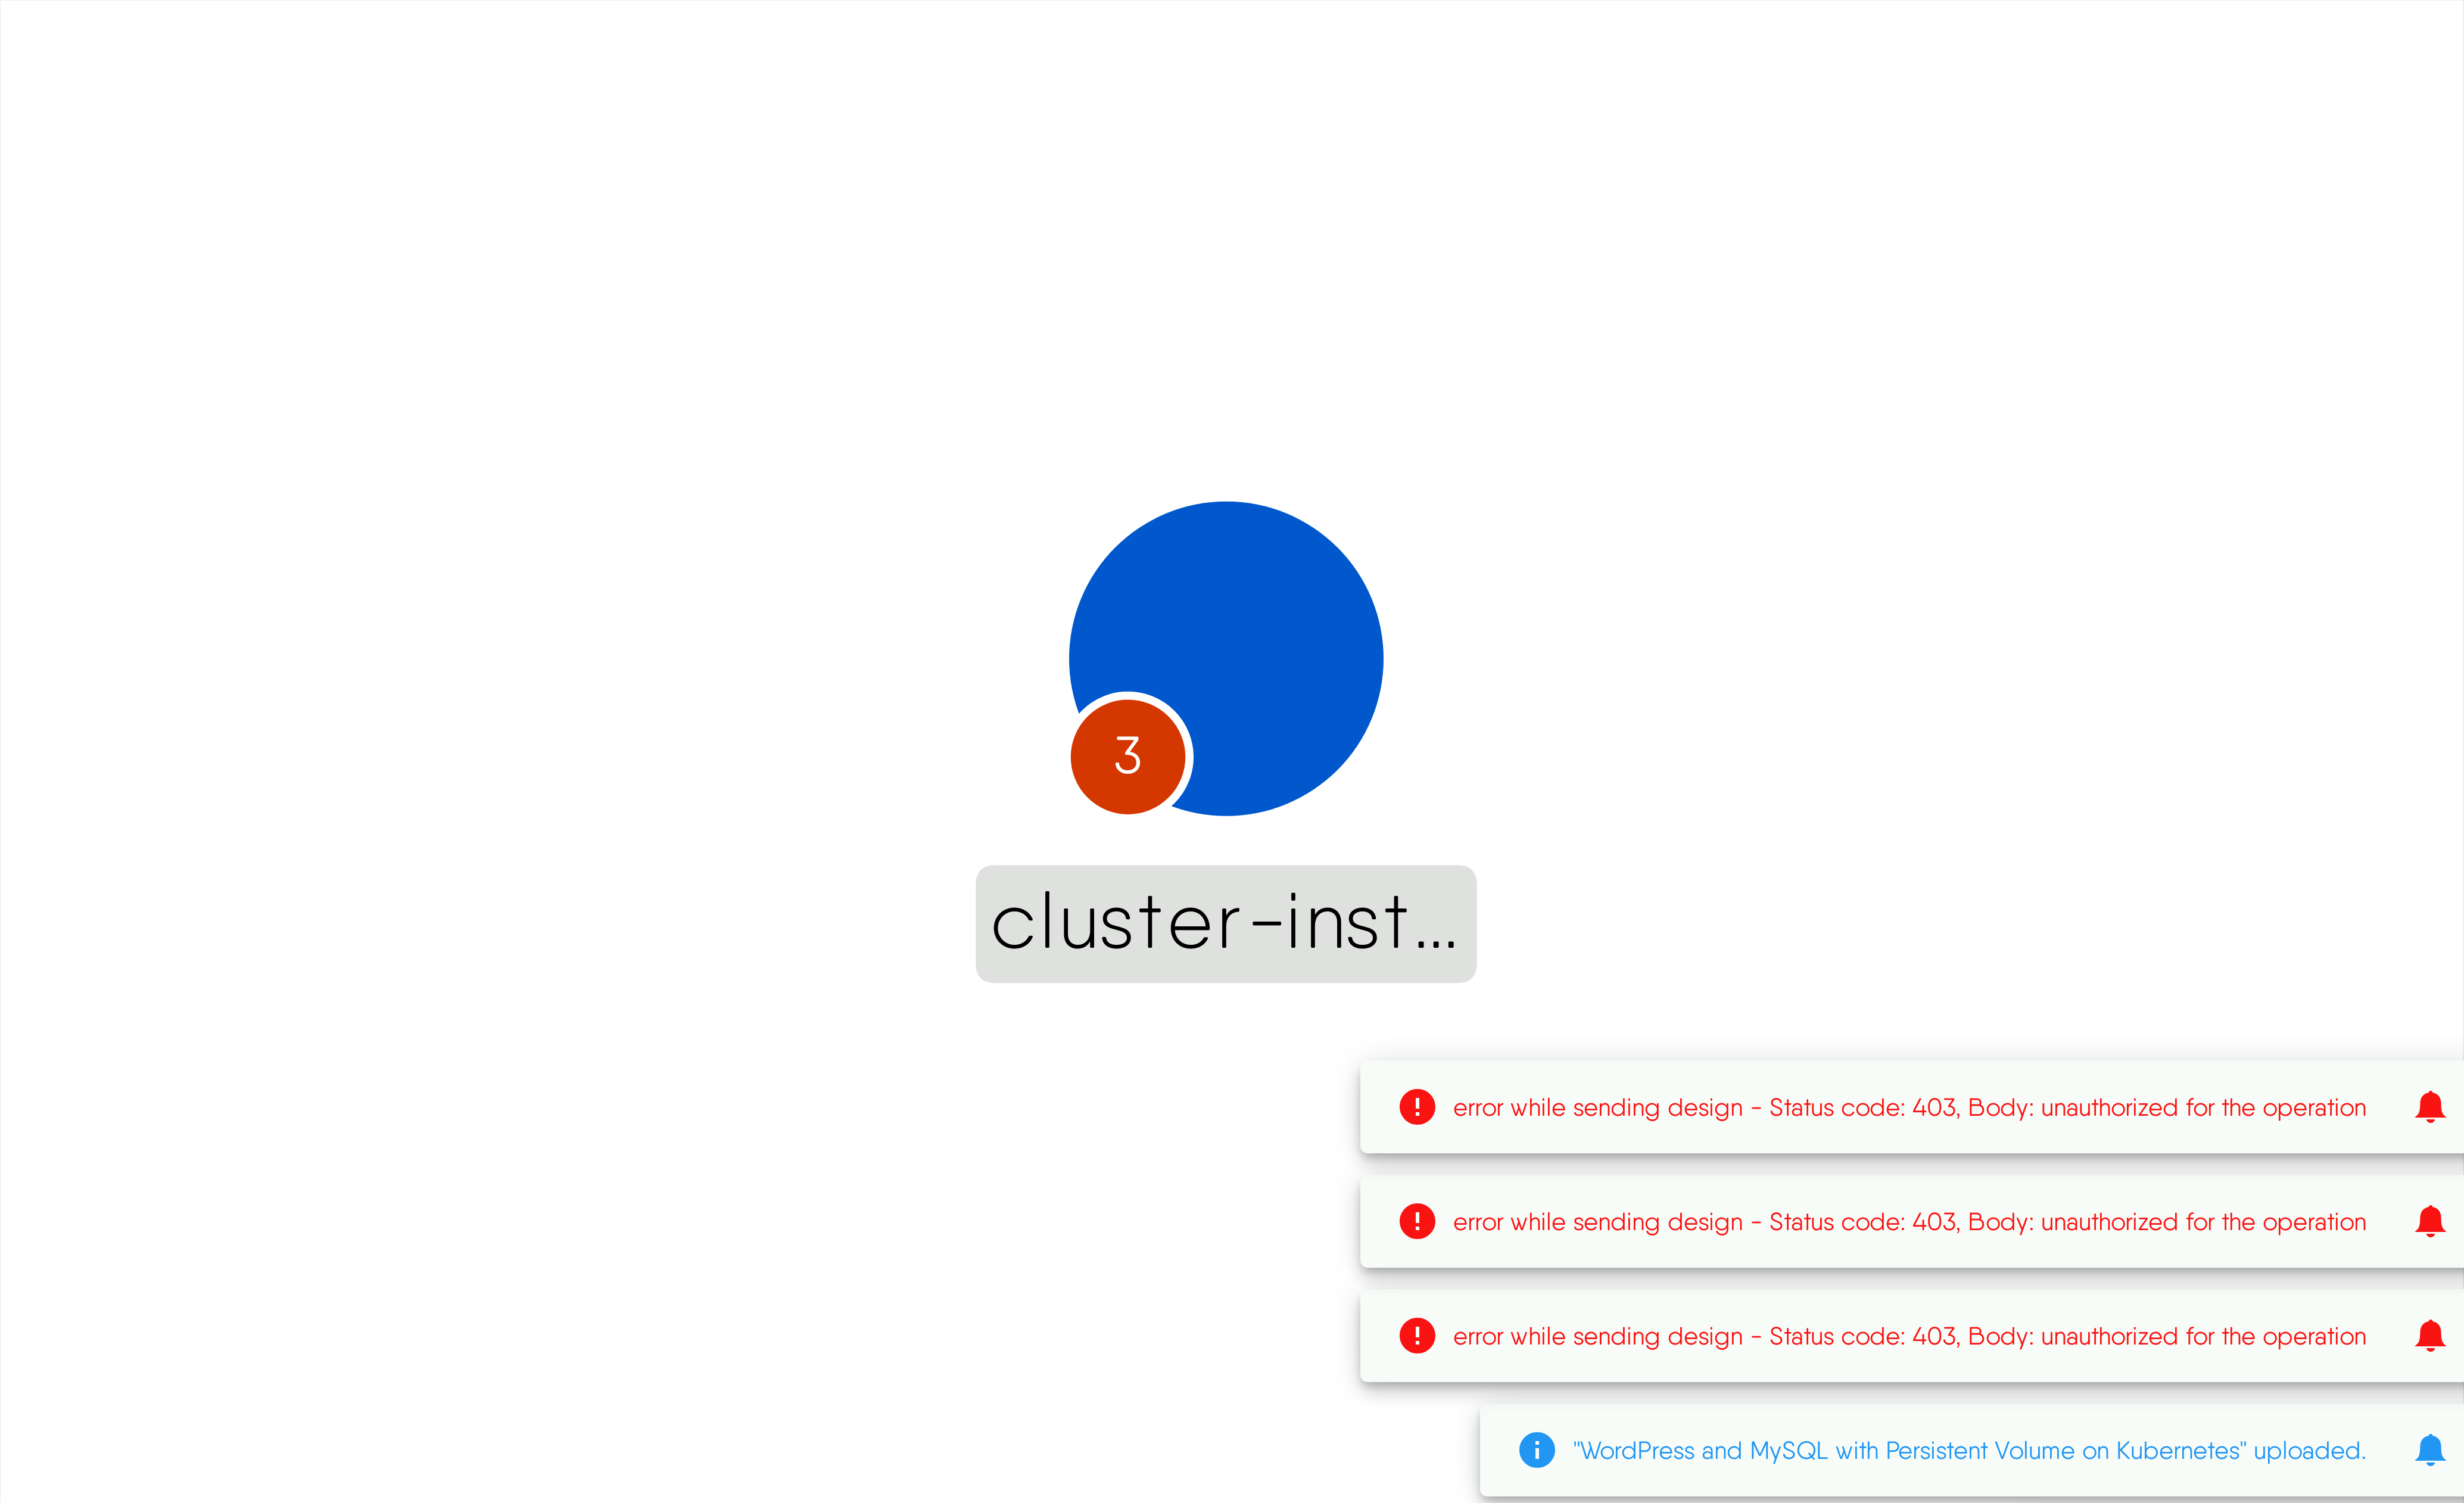 3
cluster-inst...
error while sending design - Status code: 403, Body: unauthorized for the operation
error while sending design - Status code: 403, Body: unauthorized for the operation
error while sending design - Status code: 403, Body: unauthorized for the operation
"WordPress and MySQL with Persistent Volume on Kubernetes" uploaded.